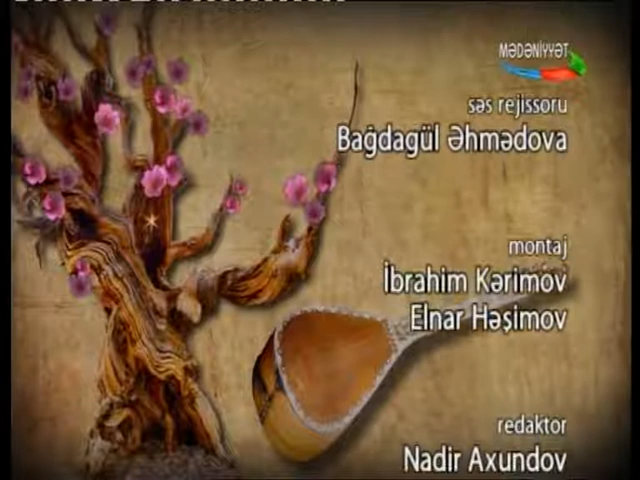 MƏDƏNİYYƏT
səs rejissoru
Bağdagül Əhmədova
montaj
İbrahim Kərimov
Elnar Həşimov
redaktor
Nadir Axundov